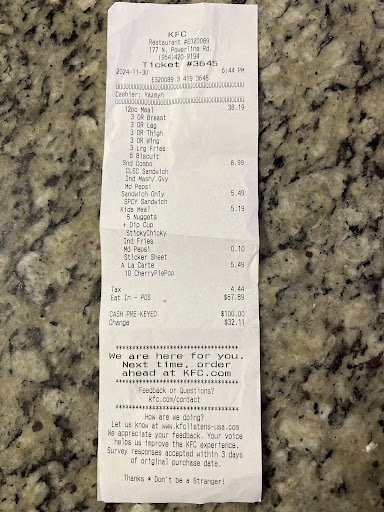 KFC
Restaurant #E320089
177 N. Powerline Rd.
(954)420-9194
Ticket #3645
2024-11-30 5:44 PM
E320089 3 419 3645
Cashier: Yazmyn
12pc Meal 38.19
3 OR Breast
3 OR Leg
3 OR Thigh
3 OR Wing
3 Lrg Fries
6 Biscuit
Snd Combo 8.99
CLSC Sandwich
Ind Mash/ Gvy
Md Pepsi
Sandwich Only 5.49
SPCY Sandwich
Kids Meal 5.19
5 Nuggets
+ Dip Cup
StickyChicky
Ind Fries
Md Pepsi 0.10
Sticker Sheet
A La Carte 5.49
10 CherryPiePop
Tax 4.44
Eat In - POS $67.89
CASH PRE-KEYED $100.00
Change $32.11
**************************************
We are here for you.
Next time, order
ahead at KFC.com
**************************************
Feedback or Questions?
kfc.com/contact
**************************************
How are we doing?
Let us know at www.kfclistens-usa.com
We appreciate your feedback. Your voice
helps us improve the KFC experience.
Survey responses accepted within 3 days
of original purchase date.
Thanks * Don't be a Stranger!